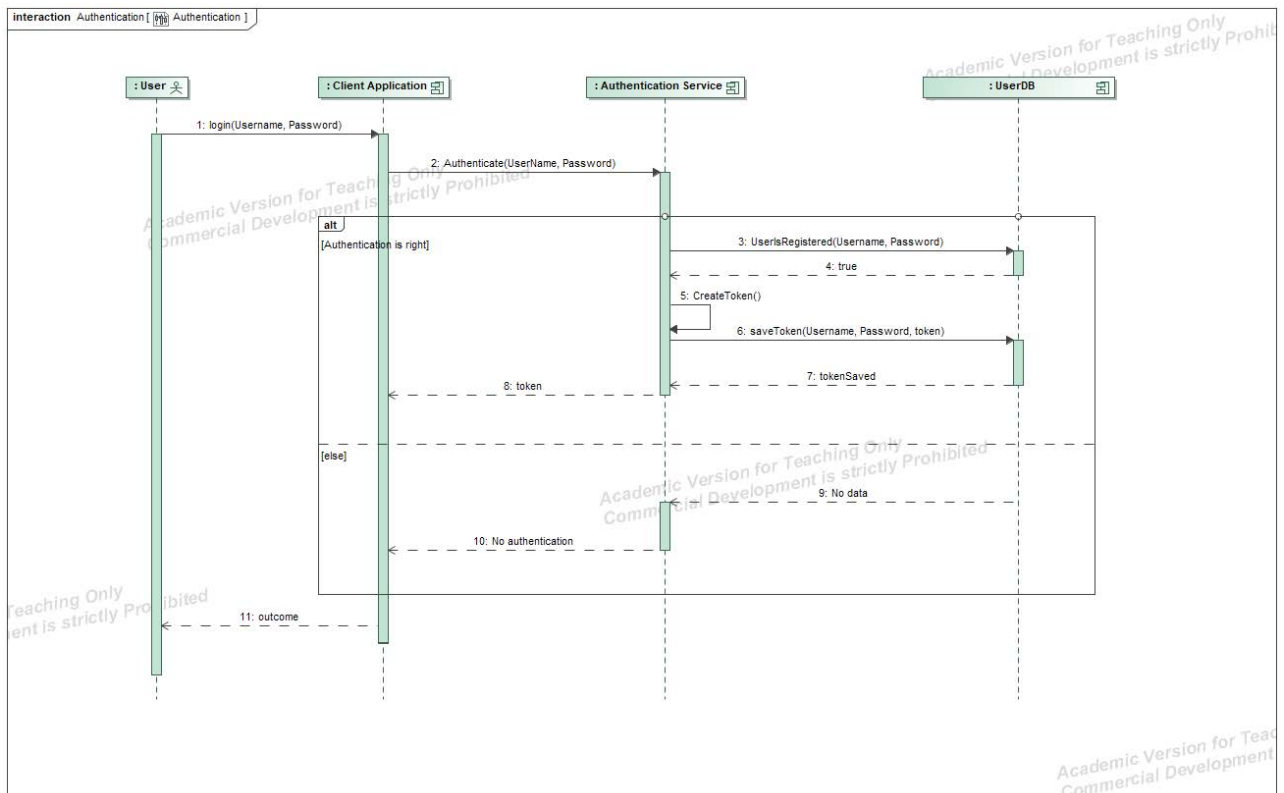 interaction Authentication [ Authentication ]
Academic Version for Teaching Only
Commercial Development is strictly Prohib
: User
: Client Application
: Authentication Service
: UserDB
1: login(Username, Password)
2: Authenticate(UserName, Password)
Academic Version for Teaching Only
Commercial Development is strictly Prohibited
alt
[Authentication is right]
3: UserIsRegistered(Username, Password)
4: true
5: CreateToken()
6: saveToken(Username, Password, token)
7: tokenSaved
8: token
[else]
Academic Version for Teaching Only
Commercial Development is strictly Prohibited
9: No data
10: No authentication
Teaching Only
ent is strictly Prohibited
11: outcome
Academic Version for Teac
Commercial Development